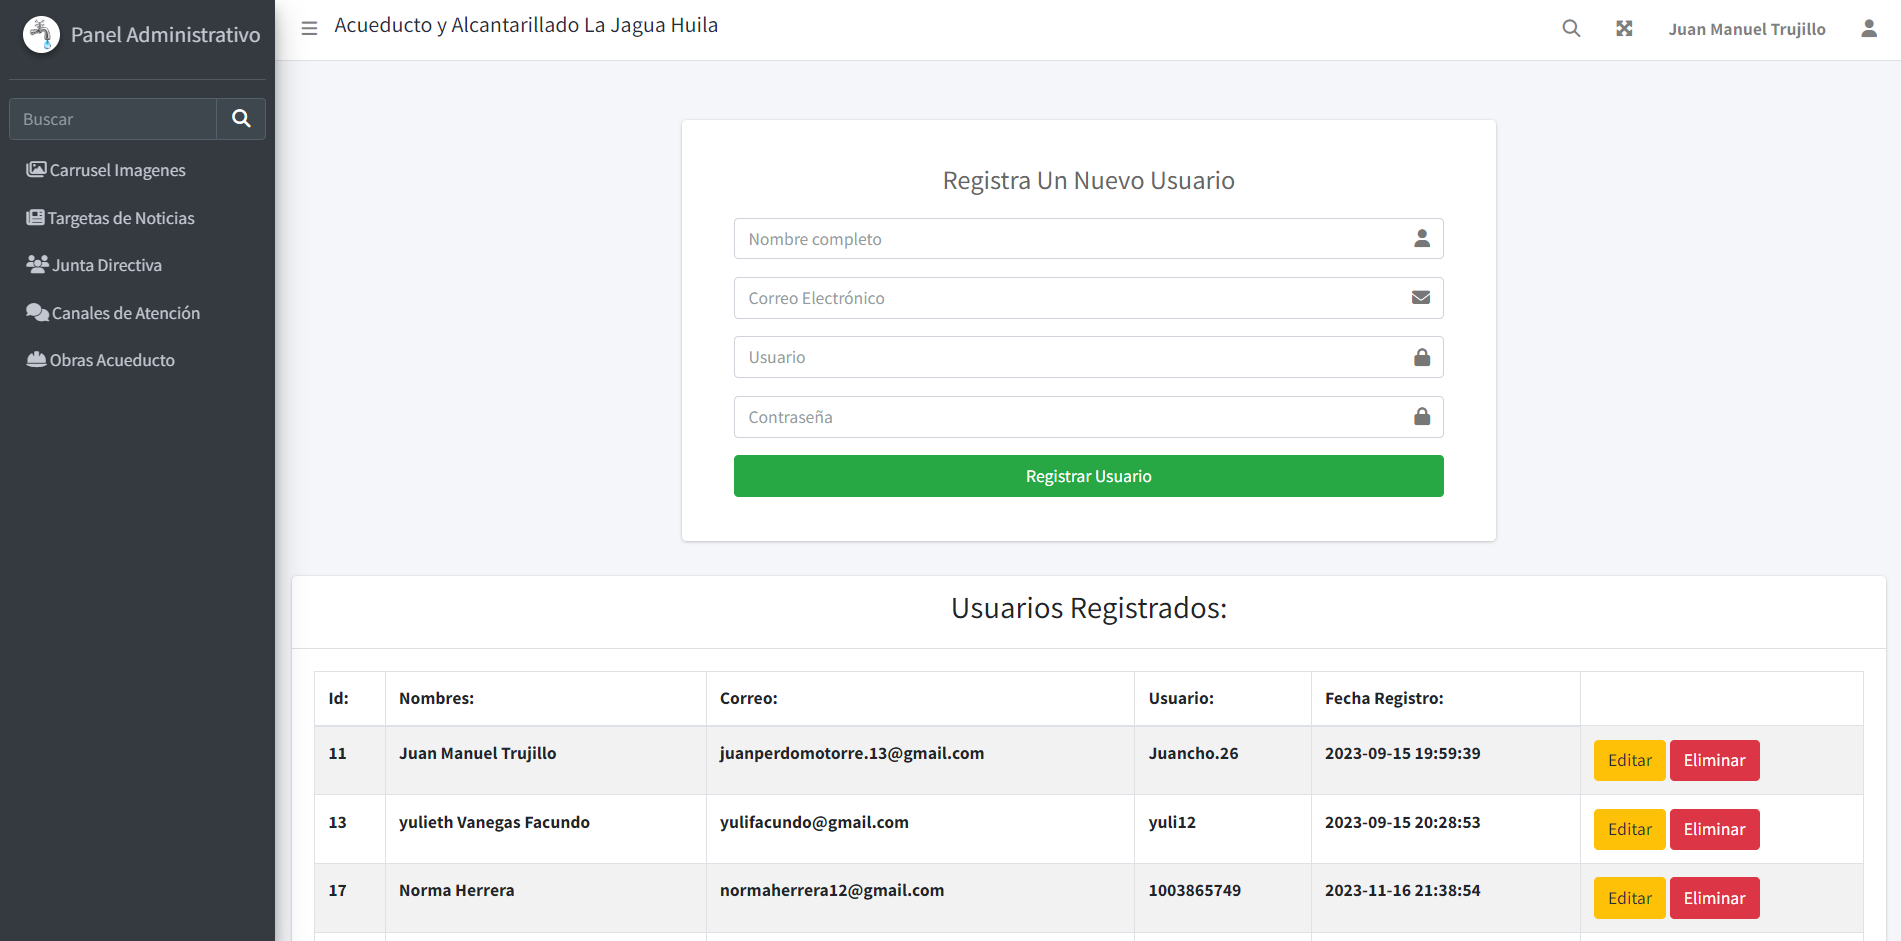 Panel Administrativo
Acueducto y Alcantarillado La Jagua Huila
Juan Manuel Trujillo
Buscar
Carrusel Imagenes
Targetas de Noticias
Junta Directiva
Canales de Atención
Obras Acueducto
Registra Un Nuevo Usuario
Nombre completo
Correo Electrónico
Usuario
Contraseña
Registrar Usuario
Usuarios Registrados:
Id: Nombres: Correo: Usuario: Fecha Registro:
11 Juan Manuel Trujillo juanperdomotorre.13@gmail.com Juancho.26 2023-09-15 19:59:39 Editar Eliminar
13 yulieth Vanegas Facundo yulifacundo@gmail.com yuli12 2023-09-15 20:28:53 Editar Eliminar
17 Norma Herrera normaherrera12@gmail.com 1003865749 2023-11-16 21:38:54 Editar Eliminar